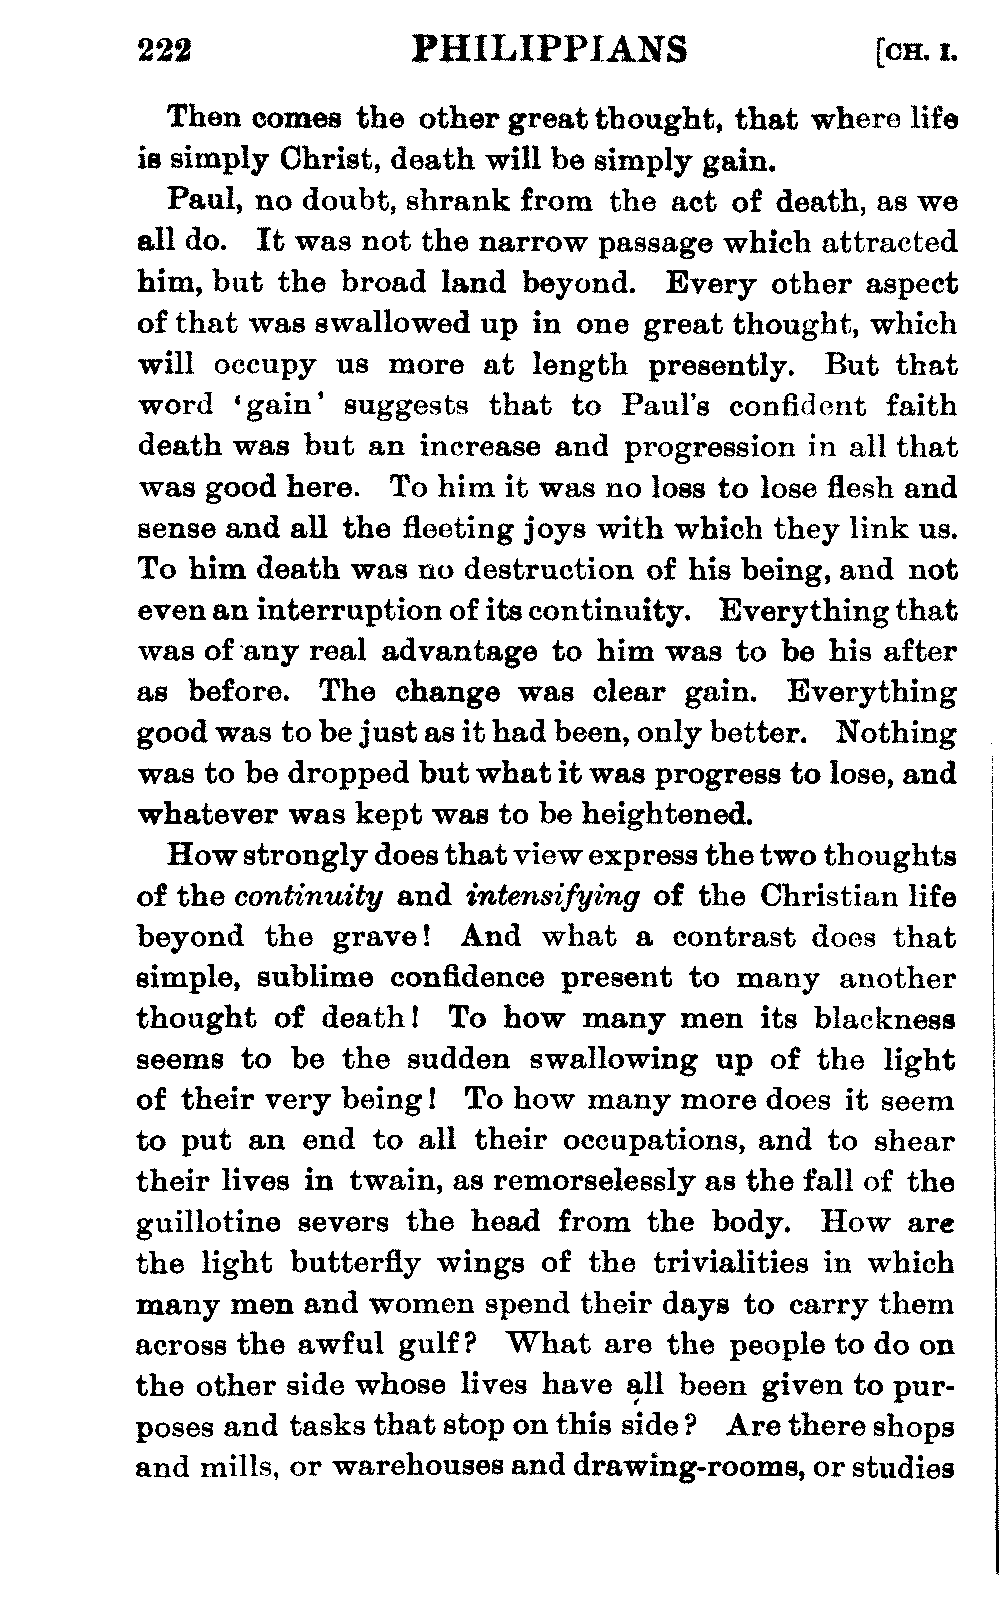 222 PHILIPPIANS [CH. I.
Then comes the other great thought, that where life
is simply Christ, death will be simply gain.
Paul, no doubt, shrank from the act of death, as we
all do. It was not the narrow passage which attracted
him, but the broad land beyond. Every other aspect
of that was swallowed up in one great thought, which
will occupy us more at length presently. But that
word ‘gain’ suggests that to Paul's confident faith
death was but an increase and progression in all that
was good here. To him it was no loss to lose flesh and
sense and all the fleeting joys with which they link us.
To him death was no destruction of his being, and not
even an interruption of its continuity. Everything that
was of any real advantage to him was to be his after
as before. The change was clear gain. Everything
good was to be just as it had been, only better. Nothing
was to be dropped but what it was progress to lose, and
whatever was kept was to be heightened.
How strongly does that view express the two thoughts
of the continuity and intensifying of the Christian life
beyond the grave! And what a contrast does that
simple, sublime confidence present to many another
thought of death! To how many men its blackness
seems to be the sudden swallowing up of the light
of their very being! To how many more does it seem
to put an end to all their occupations, and to shear
their lives in twain, as remorselessly as the fall of the
guillotine severs the head from the body. How are
the light butterfly wings of the trivialities in which
many men and women spend their days to carry them
across the awful gulf? What are the people to do on
the other side whose lives have all been given to pur-
poses and tasks that stop on this side? Are there shops
and mills, or warehouses and drawing-rooms, or studies